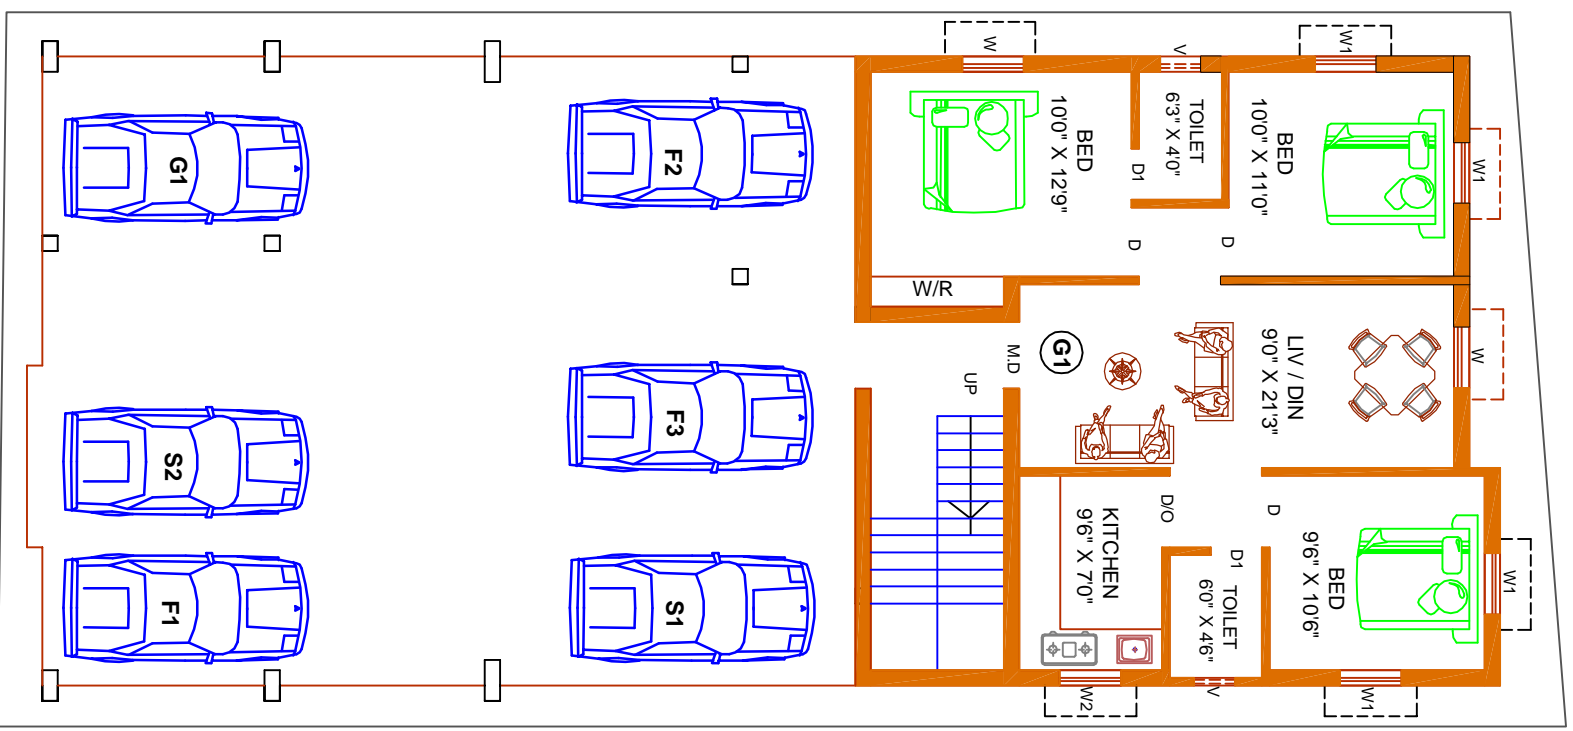 W
V
W1
BED
10'0" X 12'9"
TOILET
6'3" X 4'0"
BED
10'0" X 11'0"
W1
D1
D
D
W/R
G1
F2
M.D
G1
LIV / DIN
9'0" X 21'3"
W
UP
F3
S2
D/O
D
KITCHEN
9'6" X 7'0"
D1
TOILET
6'0" X 4'6"
BED
9'6" X 10'6"
W1
F1
S1
W2
V
W1